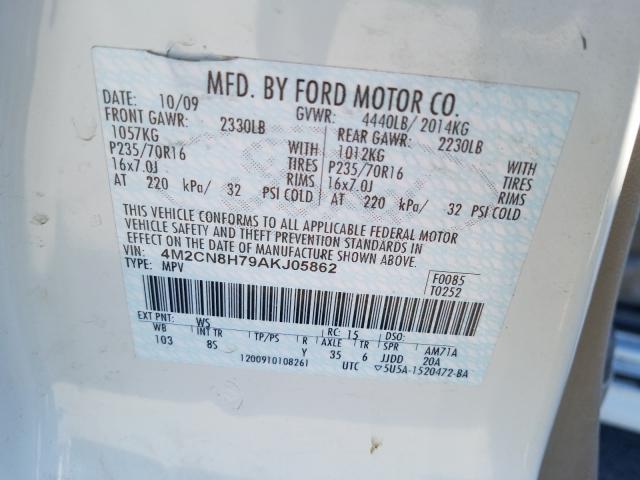 MFD. BY FORD MOTOR CO.
DATE: 10/09 GVWR: 4440LB/ 2014KG
FRONT GAWR: 2330LB REAR GAWR: 2230LB
1057KG WITH 1012KG WITH
P235/70R16 TIRES P235/70R16 TIRES
16x7.0J RIMS 16x7.0J RIMS
AT 220 kPa/ 32 PSI COLD AT 220 kPa/ 32 PSI COLD
THIS VEHICLE CONFORMS TO ALL APPLICABLE FEDERAL MOTOR
VEHICLE SAFETY AND THEFT PREVENTION STANDARDS IN
EFFECT ON THE DATE OF MANUFACTURE SHOWN ABOVE.
VIN: 4M2CN8H79AKJ05862
TYPE: MPV
F0085
T0252
EXT PNT: WS RC: 15 DSO:
WB INT TR TP/PS R AXLE TR SPR AM71A
103 8S Y 35 6 JJDD 20A
1200910108261 UTC ▽5U5A-1520472-BA